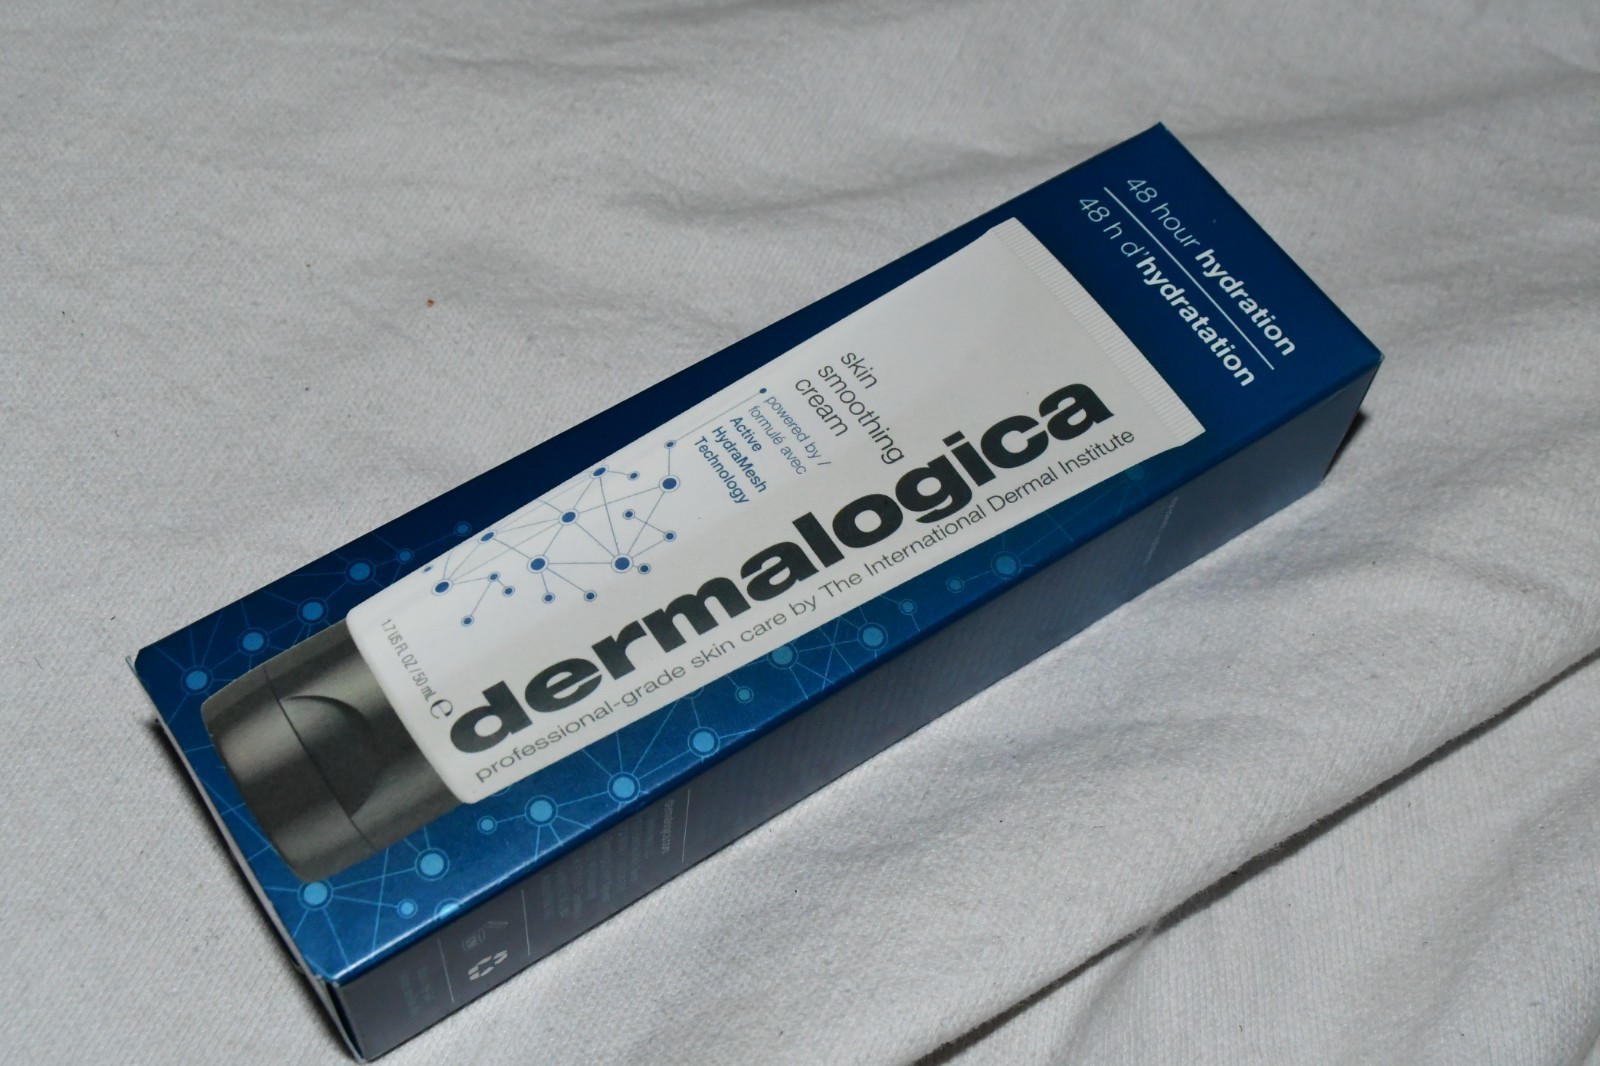 48 hour hydration
48 h d'hydratation
skin
smoothing
cream
powered by /
formulé avec
Active
HydraMesh
Technology
dermalogica
professional-grade skin care by The International Dermal Institute
1.7 US FL OZ / 50 mL e